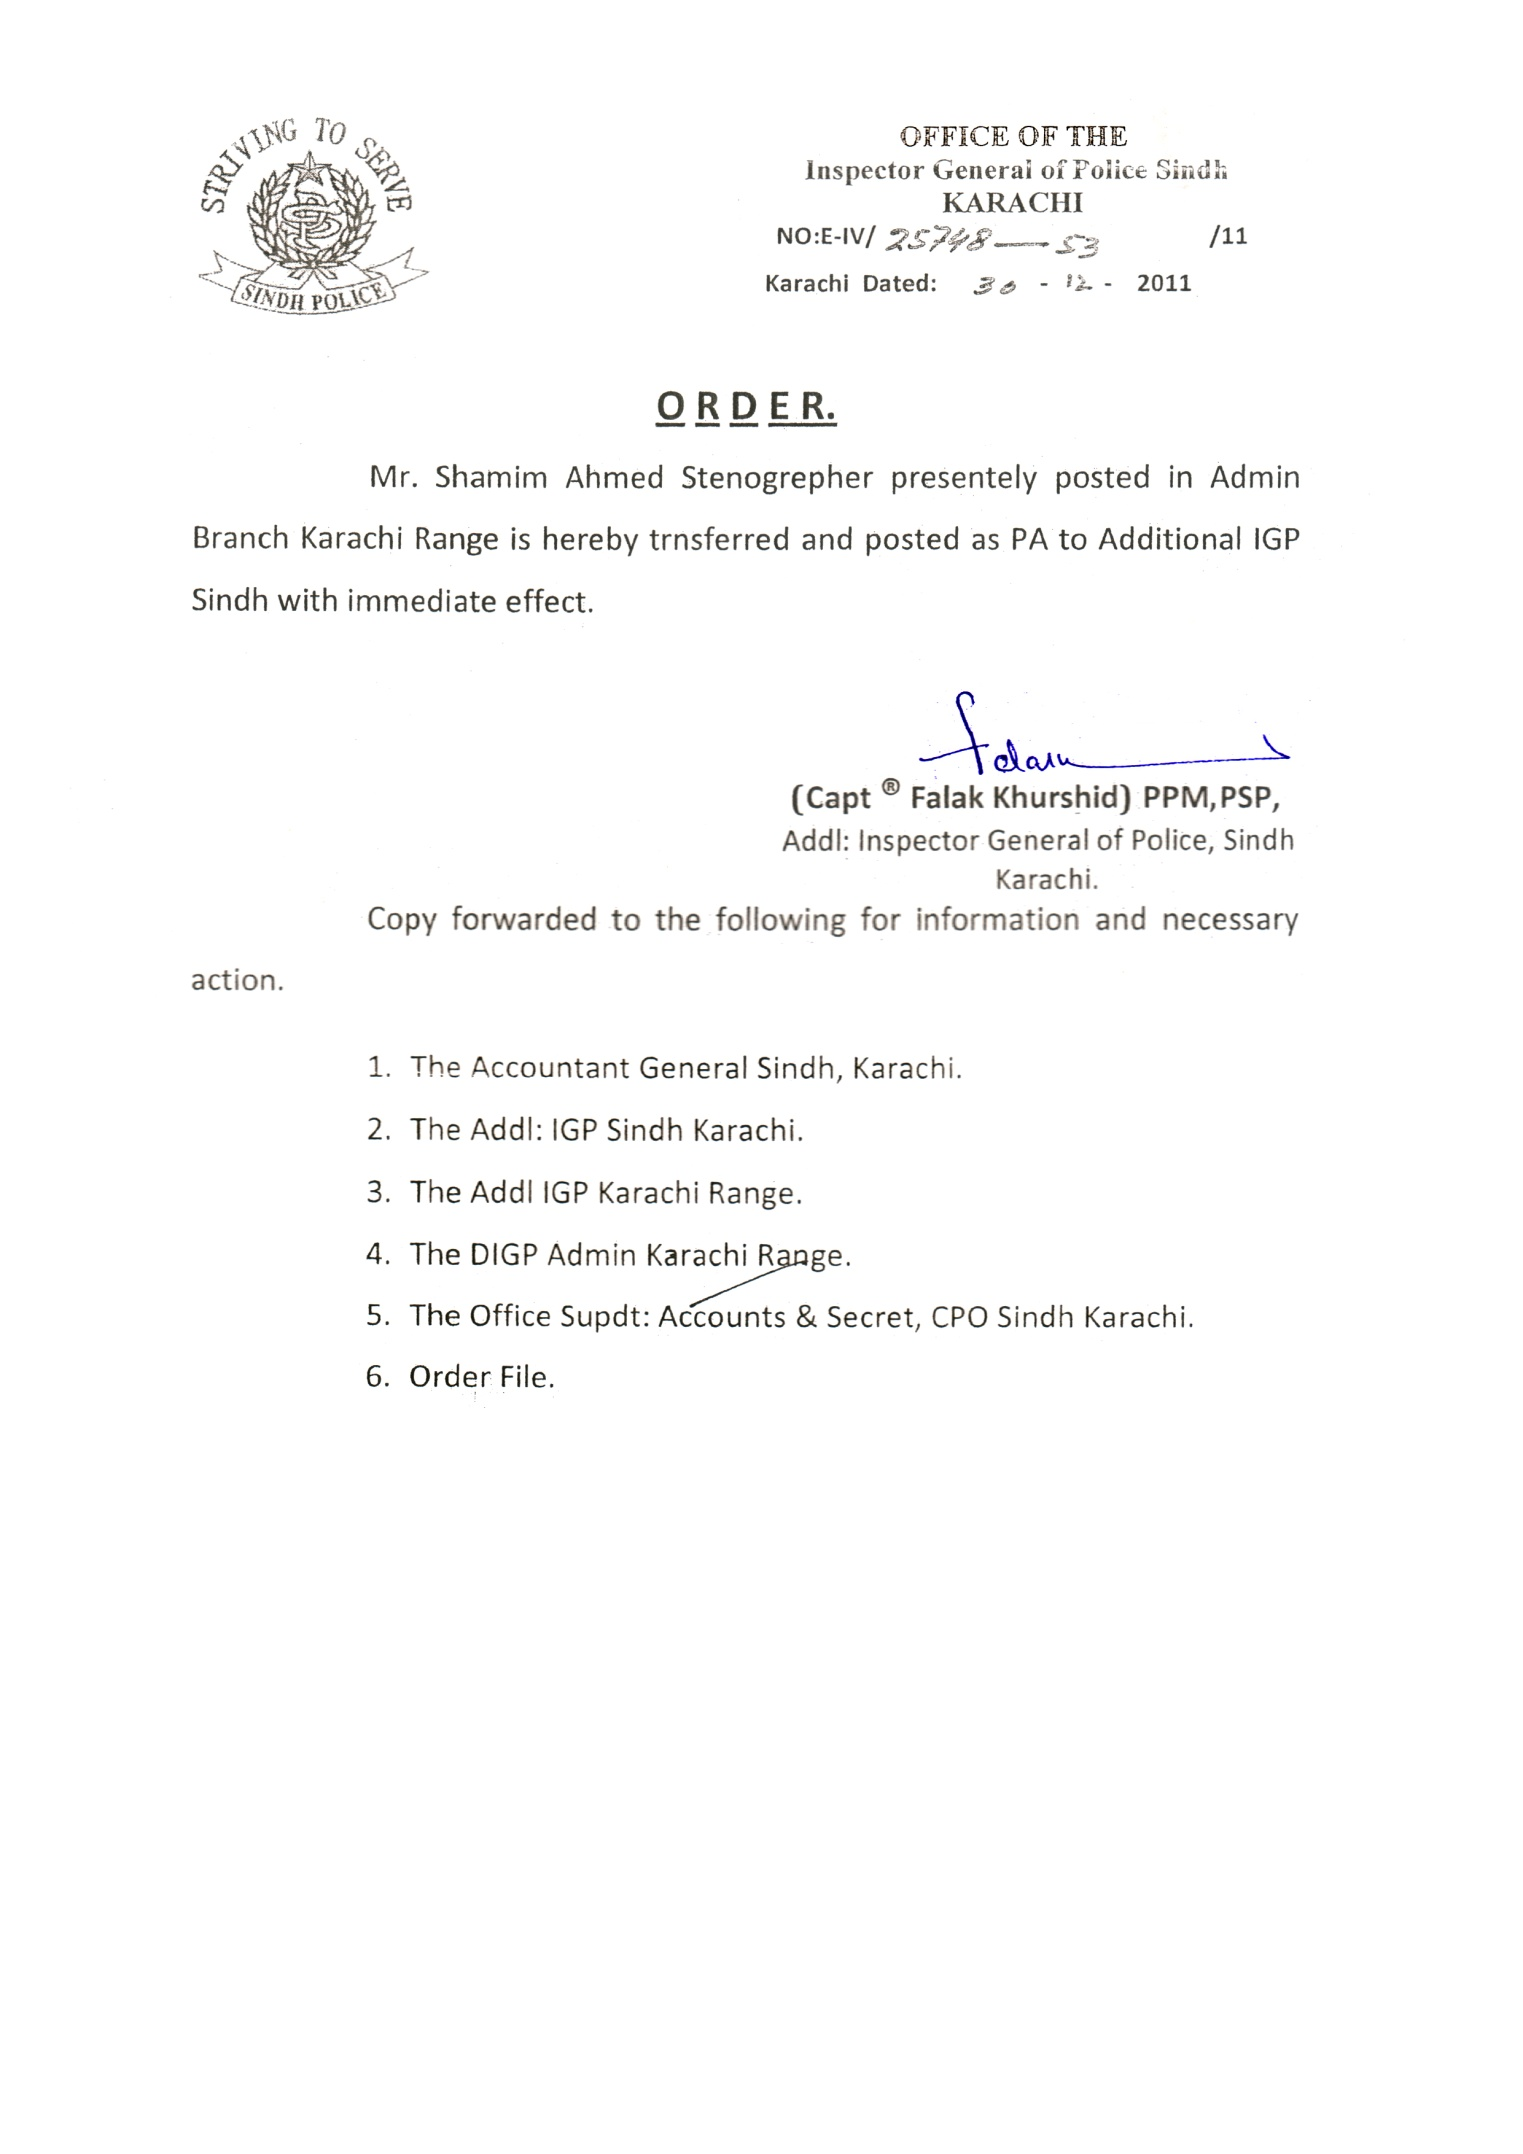 STRIVING TO SERVE
SINDH POLICE
OFFICE OF THE
Inspector General of Police Sindh
KARACHI
NO:E-IV/ 25748 — 53 /11
Karachi Dated: 30 - 12 - 2011
ORDER.
Mr. Shamim Ahmed Stenogrepher presentely posted in Admin
Branch Karachi Range is hereby trnsferred and posted as PA to Additional IGP
Sindh with immediate effect.
(Capt ® Falak Khurshid) PPM,PSP,
Addl: Inspector General of Police, Sindh
Karachi.
Copy forwarded to the following for information and necessary
action.
1. The Accountant General Sindh, Karachi.
2. The Addl: IGP Sindh Karachi.
3. The Addl IGP Karachi Range.
4. The DIGP Admin Karachi Range.
5. The Office Supdt: Accounts & Secret, CPO Sindh Karachi.
6. Order File.